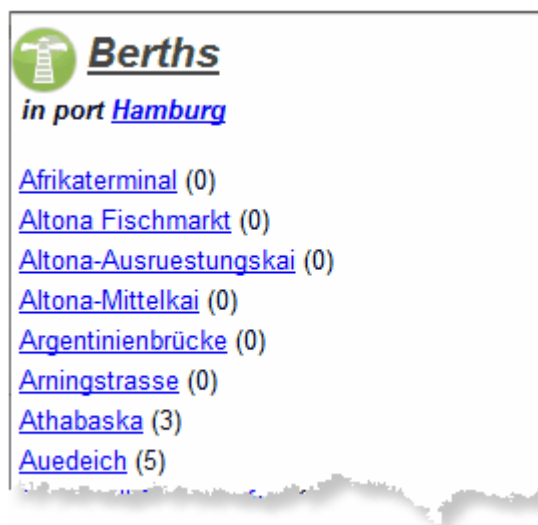 Berths
in port Hamburg
Afrikaterminal (0)
Altona Fischmarkt (0)
Altona-Ausruestungskai (0)
Altona-Mittelkai (0)
Argentinienbrücke (0)
Arningstrasse (0)
Athabaska (3)
Auedeich (5)